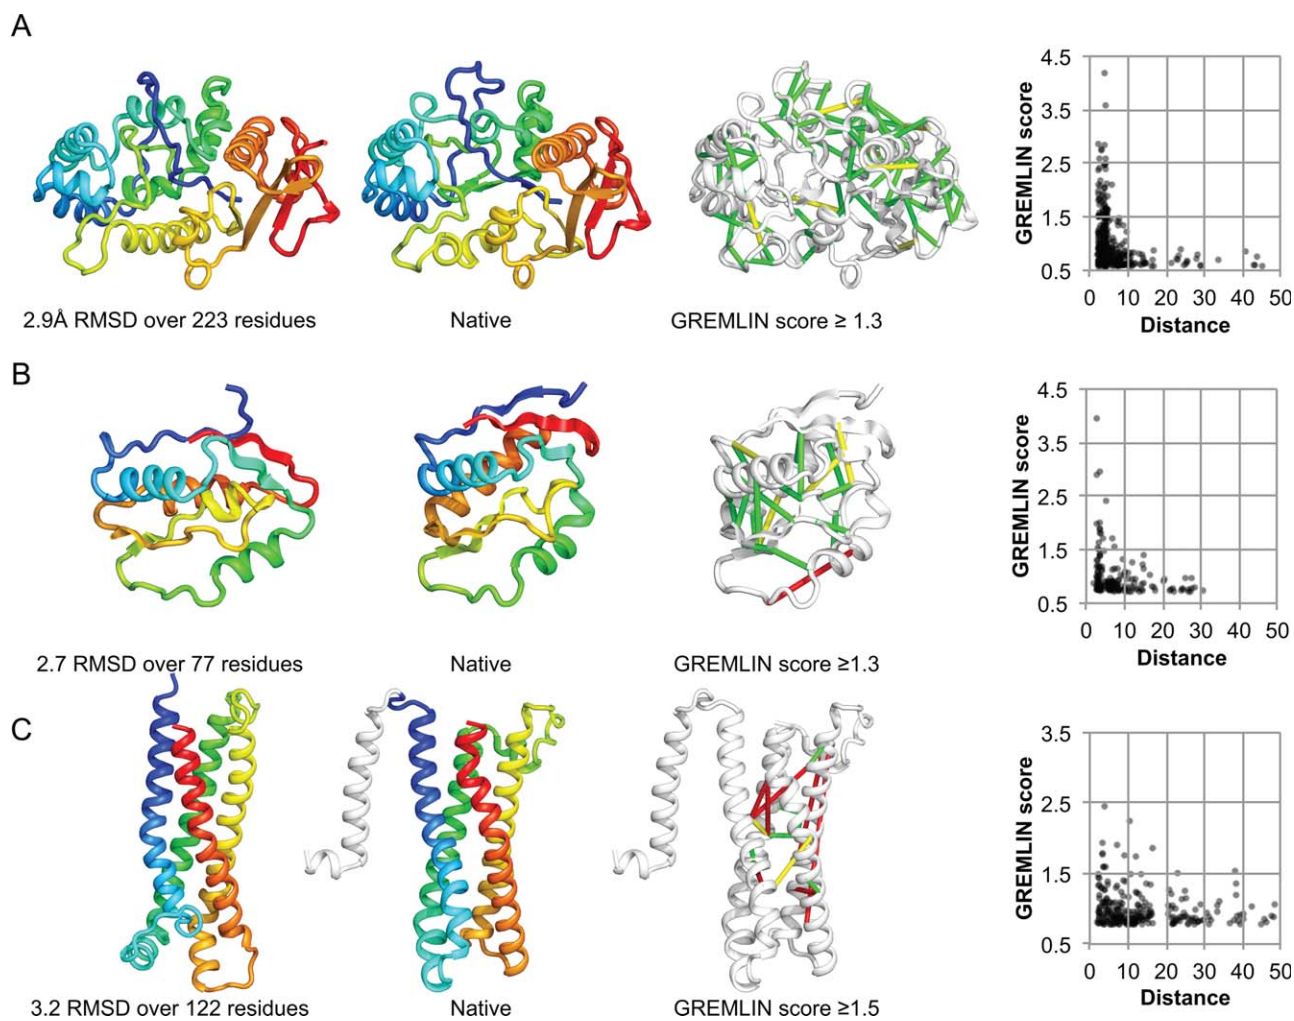 A
4.5
3.5
2.5
1.5
0.5
GREMLIN score
0 10 20 30 40 50
Distance
2.9Å RMSD over 223 residues
Native
GREMLIN score ≥ 1.3
B
4.5
3.5
2.5
1.5
0.5
GREMLIN score
0 10 20 30 40 50
Distance
2.7 RMSD over 77 residues
Native
GREMLIN score ≥1.3
C
3.5
2.5
1.5
0.5
GREMLIN score
0 10 20 30 40 50
Distance
3.2 RMSD over 122 residues
Native
GREMLIN score ≥1.5